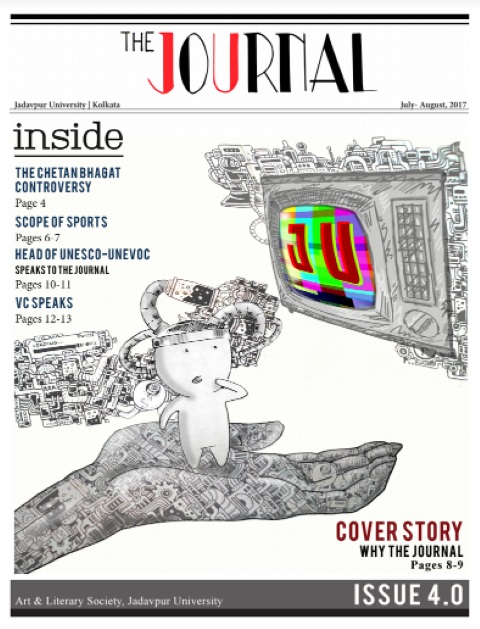 THE JOURNAL
Jadavpur University | Kolkata
July- August, 2017
inside
THE CHETAN BHAGAT
CONTROVERSY
Page 4
SCOPE OF SPORTS
Pages 6-7
HEAD OF UNESCO-UNEVOC
SPEAKS TO THE JOURNAL
Pages 10-11
VC SPEAKS
Pages 12-13
JU
COVER STORY
WHY THE JOURNAL
Pages 8-9
Art & Literary Society, Jadavpur University
ISSUE 4.0